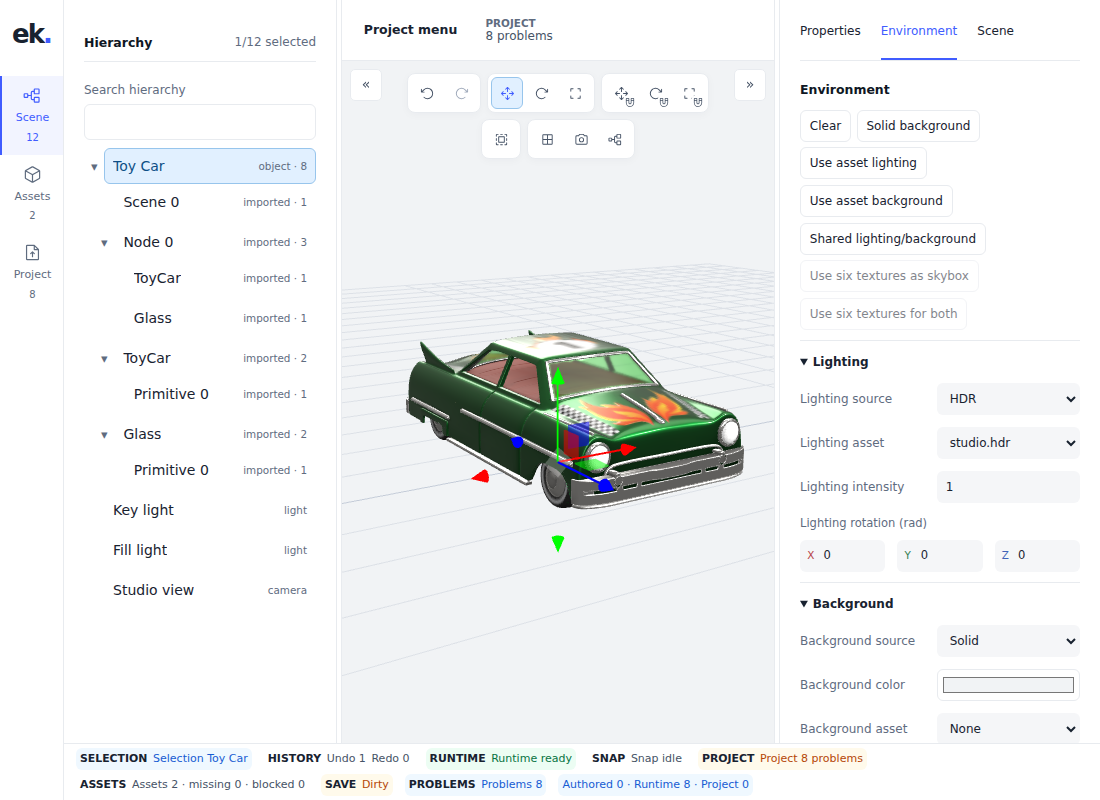 ek.
Scene
12
Assets
2
Project
8
Hierarchy
1/12 selected
Search hierarchy
▼ Toy Car object · 8
Scene 0 imported · 1
▼ Node 0 imported · 3
ToyCar imported · 1
Glass imported · 1
▼ ToyCar imported · 2
Primitive 0 imported · 1
▼ Glass imported · 2
Primitive 0 imported · 1
Key light light
Fill light light
Studio view camera
Project menu
PROJECT
8 problems
«
»
Properties Environment Scene
Environment
Clear Solid background
Use asset lighting
Use asset background
Shared lighting/background
Use six textures as skybox
Use six textures for both
▼ Lighting
Lighting source HDR
Lighting asset studio.hdr
Lighting intensity 1
Lighting rotation (rad)
X 0 Y 0 Z 0
▼ Background
Background source Solid
Background color
Background asset None
SELECTION Selection Toy Car HISTORY Undo 1 Redo 0 RUNTIME Runtime ready SNAP Snap idle PROJECT Project 8 problems
ASSETS Assets 2 · missing 0 · blocked 0 SAVE Dirty PROBLEMS Problems 8 Authored 0 · Runtime 8 · Project 0